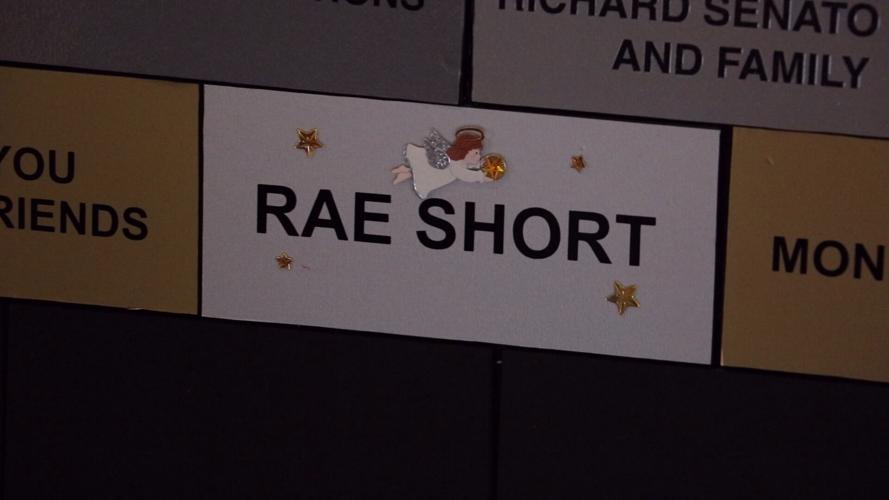 RICHARD SENATO
AND FAMILY
YOU
RIENDS
RAE SHORT
MON